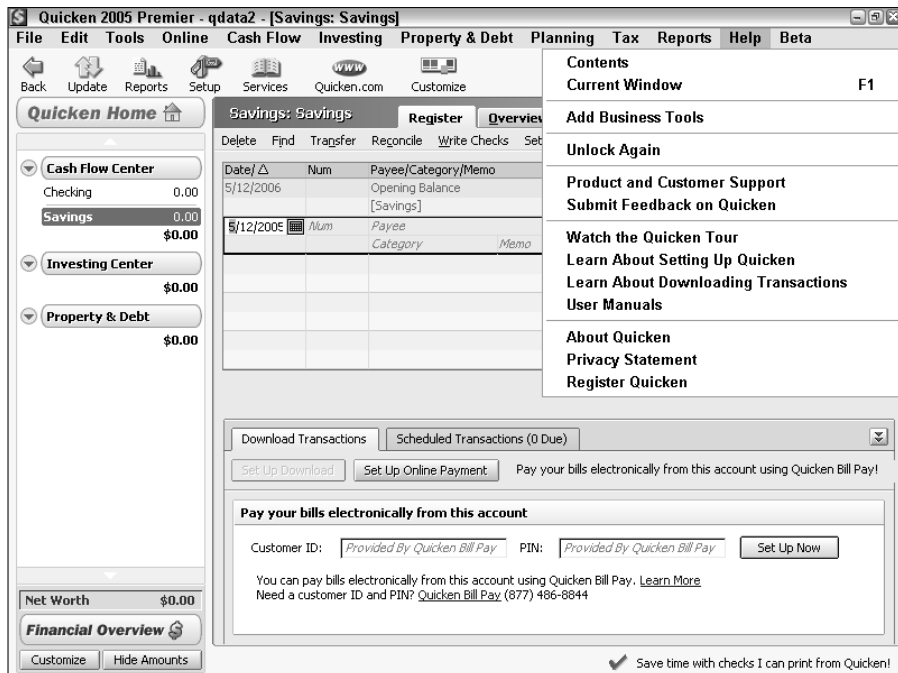 Quicken 2005 Premier - qdata2 - [Savings: Savings]
File Edit Tools Online Cash Flow Investing Property & Debt Planning Tax Reports Help Beta
Back Update Reports Setup Services Quicken.com Customize
WWW
Contents
Current Window F1
Add Business Tools
Unlock Again
Product and Customer Support
Submit Feedback on Quicken
Watch the Quicken Tour
Learn About Setting Up Quicken
Learn About Downloading Transactions
User Manuals
About Quicken
Privacy Statement
Register Quicken
Quicken Home
Cash Flow Center
Checking 0.00
Savings 0.00
$0.00
Investing Center
$0.00
Property & Debt
$0.00
Net Worth $0.00
Financial Overview
Customize Hide Amounts
Savings: Savings Register Overview
Delete Find Transfer Reconcile Write Checks Set
Date/ Num Payee/Category/Memo
5/12/2006 Opening Balance
[Savings]
5/12/2005 Num Payee
Category Memo
Download Transactions Scheduled Transactions (0 Due)
Set Up Download Set Up Online Payment Pay your bills electronically from this account using Quicken Bill Pay!
Pay your bills electronically from this account
Customer ID: Provided By Quicken Bill Pay PIN: Provided By Quicken Bill Pay Set Up Now
You can pay bills electronically from this account using Quicken Bill Pay. Learn More
Need a customer ID and PIN? Quicken Bill Pay (877) 486-8844
Save time with checks I can print from Quicken!